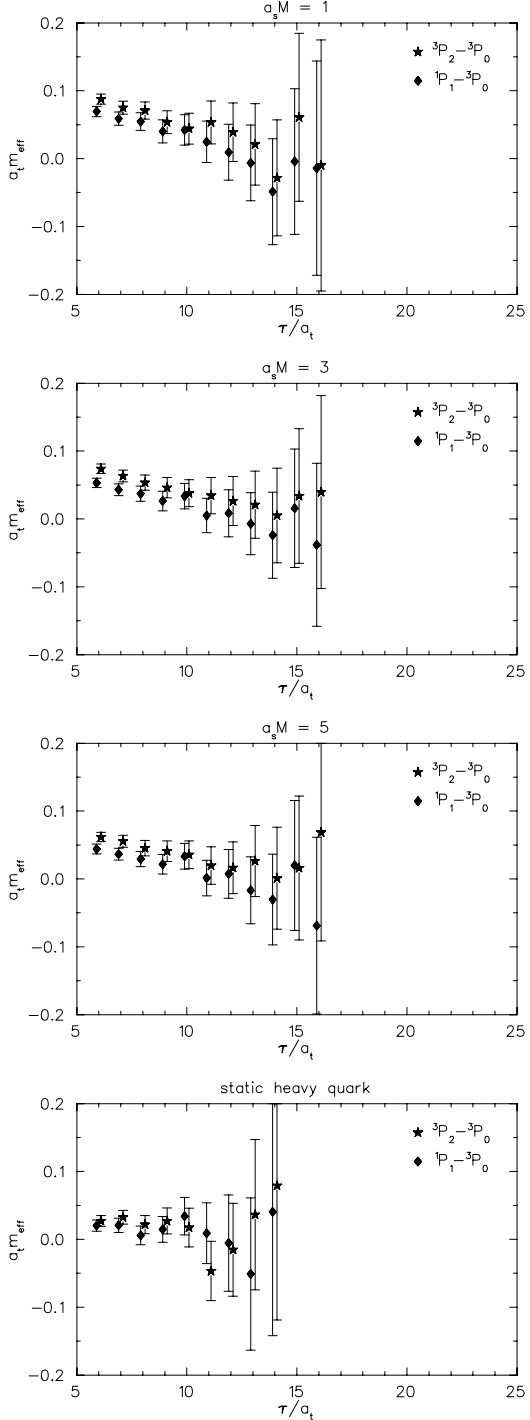 a_sM = 1
0.2
³P₂−³P₀
¹P₁−³P₀
0.1
a_t m_eff
0.0
−0.1
−0.2
5 10 15 20 25
τ/a_t
a_sM = 3
0.2
³P₂−³P₀
¹P₁−³P₀
0.1
a_t m_eff
0.0
−0.1
−0.2
5 10 15 20 25
τ/a_t
a_sM = 5
0.2
³P₂−³P₀
¹P₁−³P₀
0.1
a_t m_eff
0.0
−0.1
−0.2
5 10 15 20 25
τ/a_t
static heavy quark
0.2
³P₂−³P₀
¹P₁−³P₀
0.1
a_t m_eff
0.0
−0.1
−0.2
5 10 15 20 25
τ/a_t